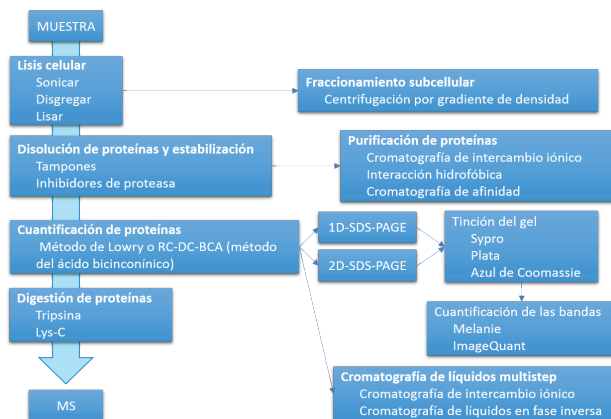 MUESTRA
Lisis celular
Sonicar
Disgregar
Lisar
Fraccionamiento subcellular
Centrifugación por gradiente de densidad
Disolución de proteínas y estabilización
Tampones
Inhibidores de proteasa
Purificación de proteínas
Cromatografía de intercambio iónico
Interacción hidrofóbica
Cromatografía de afinidad
Cuantificación de proteínas
Método de Lowry o RC-DC-BCA (método
del ácido bicinconínico)
1D-SDS-PAGE
2D-SDS-PAGE
Tinción del gel
Sypro
Plata
Azul de Coomassie
Cuantificación de las bandas
Melanie
ImageQuant
Digestión de proteínas
Tripsina
Lys-C
Cromatografía de líquidos multistep
Cromatografía de intercambio iónico
Cromatografía de líquidos en fase inversa
MS